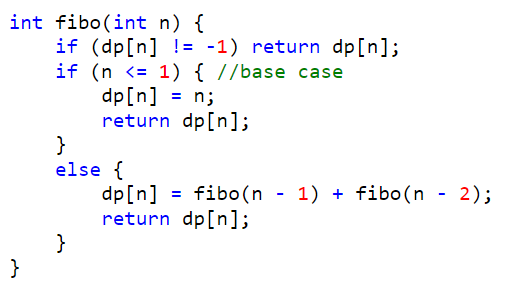 int fibo(int n) {
    if (dp[n] != -1) return dp[n];
    if (n <= 1) { //base case
        dp[n] = n;
        return dp[n];
    }
    else {
        dp[n] = fibo(n - 1) + fibo(n - 2);
        return dp[n];
    }
}